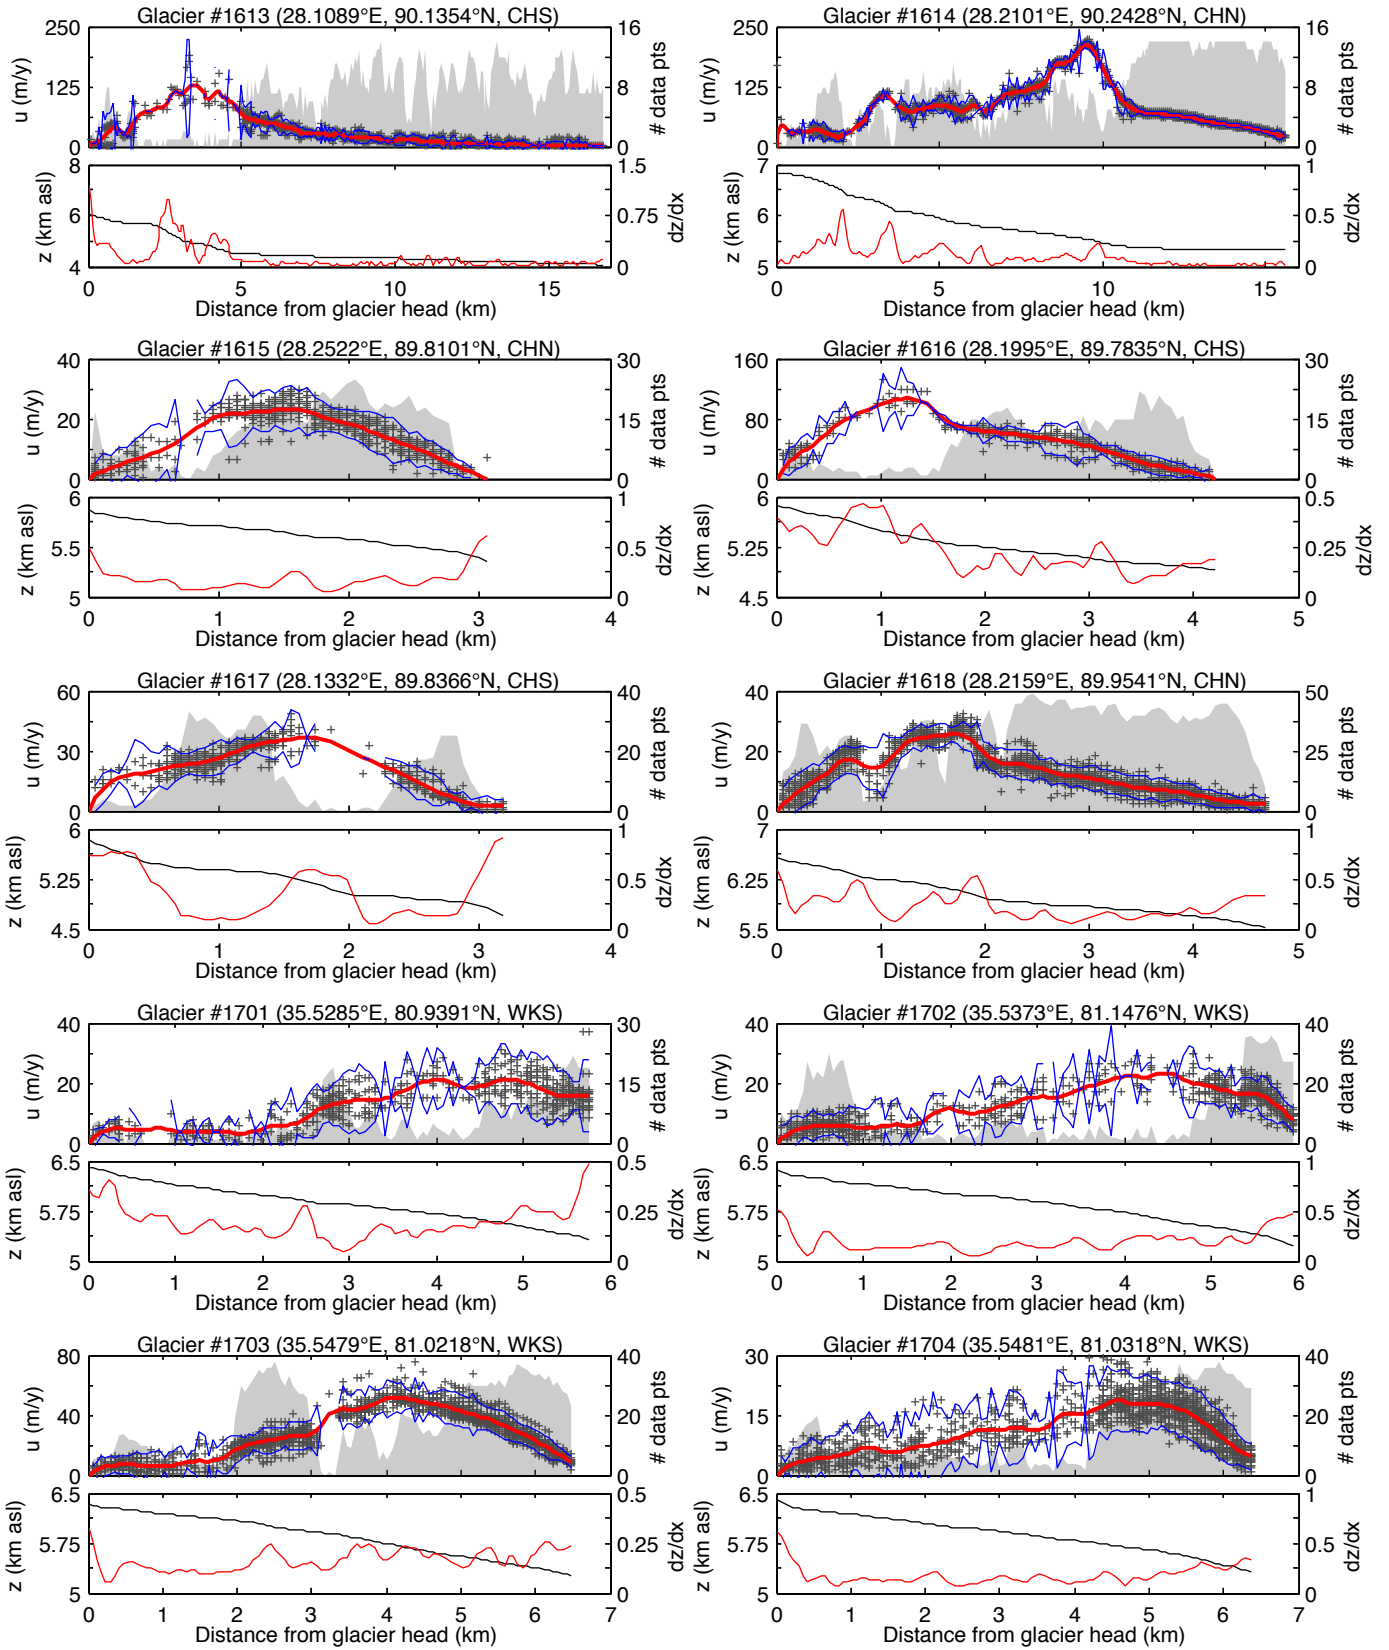 Glacier #1613 (28.1089°E, 90.1354°N, CHS)
250
125
0
u (m/y)
16
8
0
# data pts
8
6
4
z (km asl)
1.5
0.75
0
dz/dx
0 5 10 15
Distance from glacier head (km)
Glacier #1614 (28.2101°E, 90.2428°N, CHN)
250
125
0
u (m/y)
16
8
0
# data pts
7
6
5
z (km asl)
1
0.5
0
dz/dx
0 5 10 15
Distance from glacier head (km)
Glacier #1615 (28.2522°E, 89.8101°N, CHN)
40
20
0
u (m/y)
30
15
0
# data pts
6
5.5
5
z (km asl)
1
0.5
0
dz/dx
0 1 2 3 4
Distance from glacier head (km)
Glacier #1616 (28.1995°E, 89.7835°N, CHS)
160
80
0
u (m/y)
30
15
0
# data pts
6
5.25
4.5
z (km asl)
0.5
0.25
0
dz/dx
0 1 2 3 4 5
Distance from glacier head (km)
Glacier #1617 (28.1332°E, 89.8366°N, CHS)
60
30
0
u (m/y)
40
20
0
# data pts
6
5.25
4.5
z (km asl)
1
0.5
0
dz/dx
0 1 2 3 4
Distance from glacier head (km)
Glacier #1618 (28.2159°E, 89.9541°N, CHN)
40
20
0
u (m/y)
50
25
0
# data pts
7
6.25
5.5
z (km asl)
1
0.5
0
dz/dx
0 1 2 3 4 5
Distance from glacier head (km)
Glacier #1701 (35.5285°E, 80.9391°N, WKS)
40
20
0
u (m/y)
30
15
0
# data pts
6.5
5.75
5
z (km asl)
0.5
0.25
0
dz/dx
0 1 2 3 4 5 6
Distance from glacier head (km)
Glacier #1702 (35.5373°E, 81.1476°N, WKS)
40
20
0
u (m/y)
40
20
0
# data pts
6.5
5.75
5
z (km asl)
1
0.5
0
dz/dx
0 1 2 3 4 5 6
Distance from glacier head (km)
Glacier #1703 (35.5479°E, 81.0218°N, WKS)
80
40
0
u (m/y)
40
20
0
# data pts
6.5
5.75
5
z (km asl)
0.5
0.25
0
dz/dx
0 1 2 3 4 5 6 7
Distance from glacier head (km)
Glacier #1704 (35.5481°E, 81.0318°N, WKS)
30
15
0
u (m/y)
40
20
0
# data pts
6.5
5.75
5
z (km asl)
1
0.5
0
dz/dx
0 1 2 3 4 5 6 7
Distance from glacier head (km)